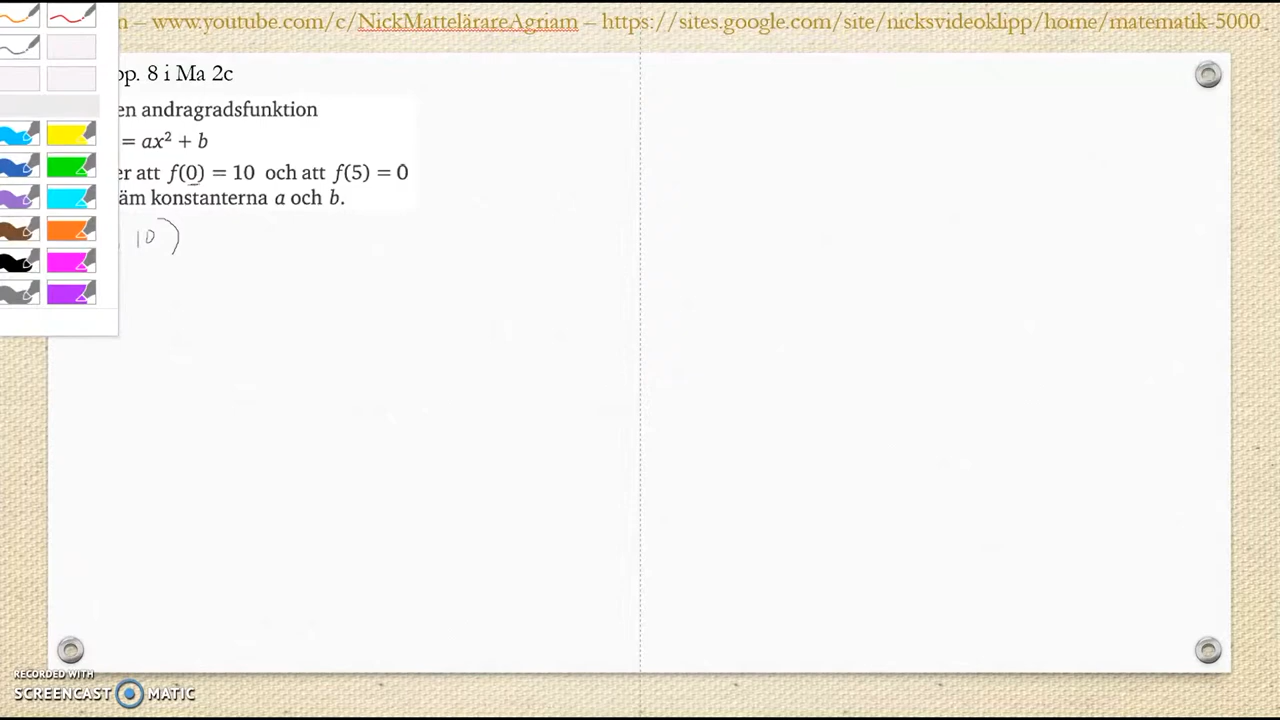 n – www.youtube.com/c/NickMattelärareAgriam – https://sites.google.com/site/nicksvideoklipp/home/matematik-5000
pp. 8 i Ma 2c
en andragradsfunktion
= ax² + b
er att f(0) = 10 och att f(5) = 0
äm konstanterna a och b.
, 10 )
RECORDED WITH
SCREENCAST MATIC